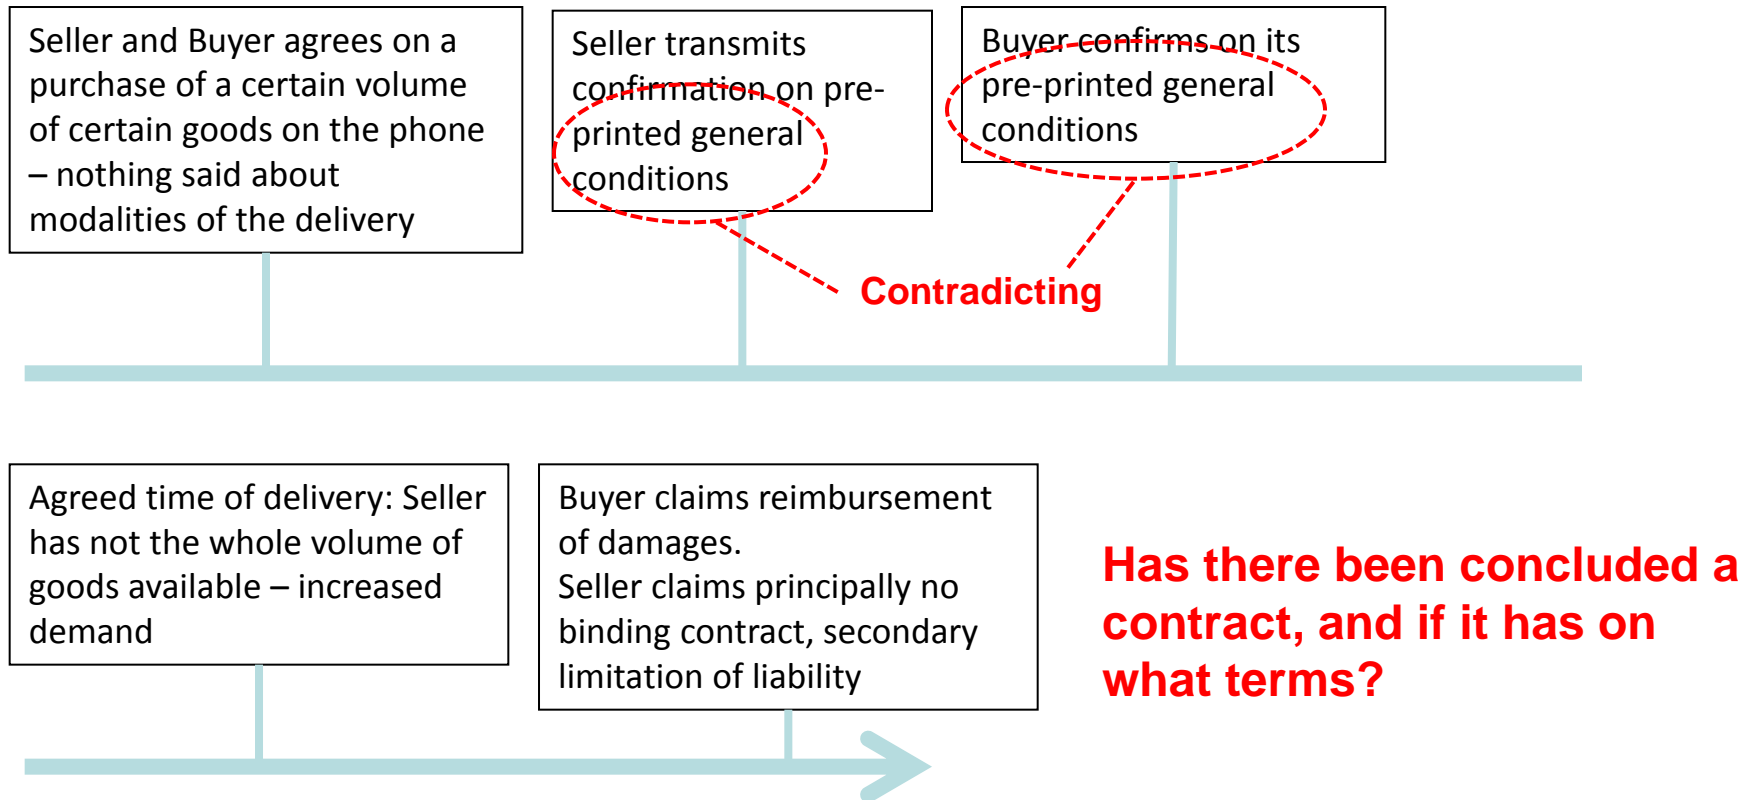 Seller and Buyer agrees on a
purchase of a certain volume
of certain goods on the phone
– nothing said about
modalities of the delivery
Seller transmits
confirmation on pre-
printed general
conditions
Buyer confirms on its
pre-printed general
conditions
Contradicting
Agreed time of delivery: Seller
has not the whole volume of
goods available – increased
demand
Buyer claims reimbursement
of damages.
Seller claims principally no
binding contract, secondary
limitation of liability
Has there been concluded a
contract, and if it has on
what terms?